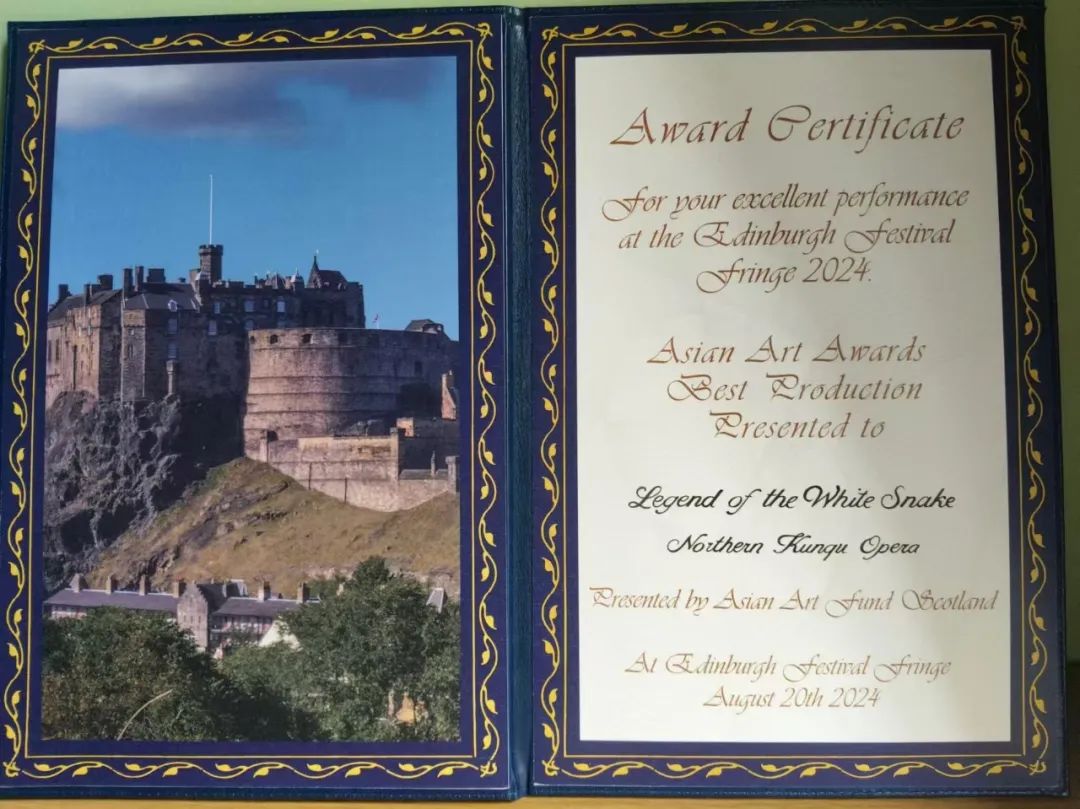 Award Certificate
For your excellent performance
at the Edinburgh Festival
Fringe 2024.
Asian Art Awards
Best Production
Presented to
Legend of the White Snake
Northern Kunqu Opera
Presented by Asian Art Fund Scotland
At Edinburgh Festival Fringe
August 20th 2024